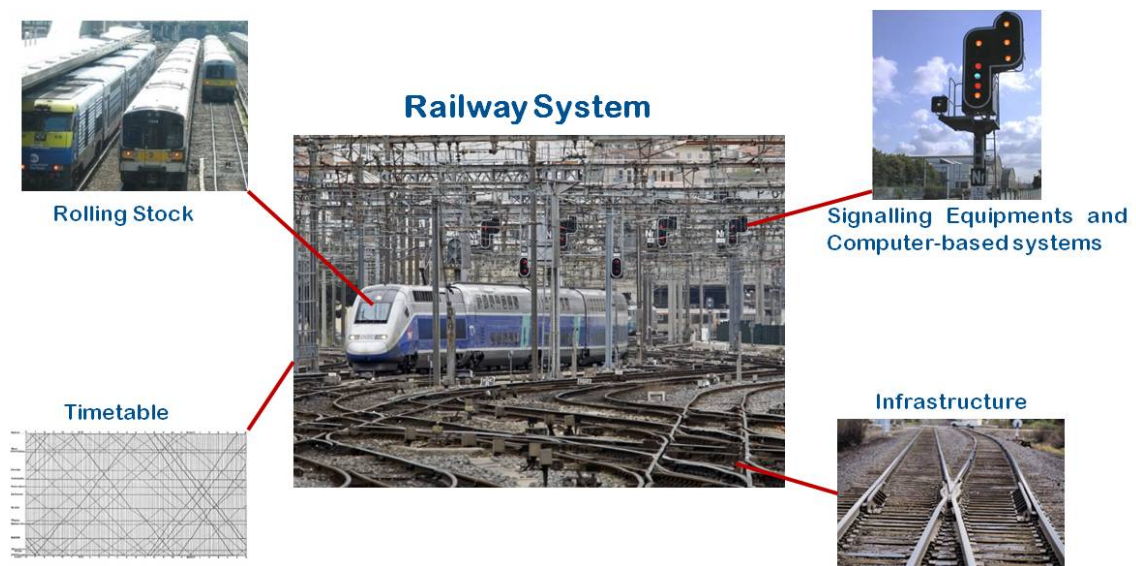 Railway System
Rolling Stock
Signalling Equipments and
Computer-based systems
Timetable
Infrastructure